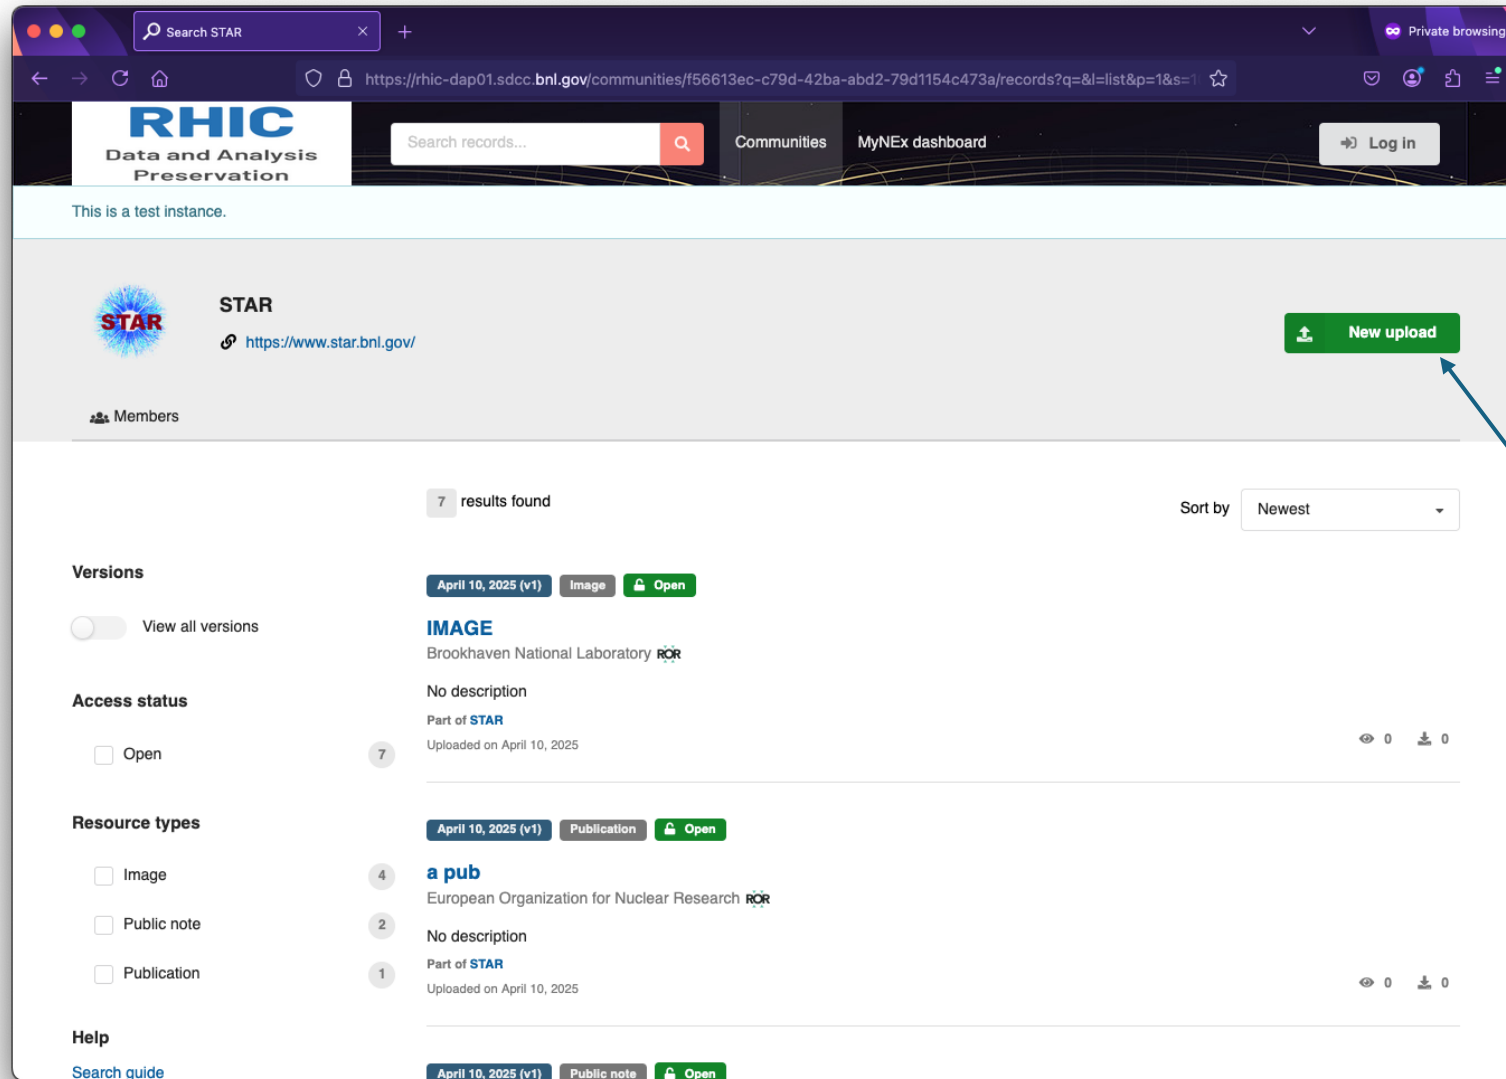 Search STAR
Private browsing
https://rhic-dap01.sdcc.bnl.gov/communities/f56613ec-c79d-42ba-abd2-79d1154c473a/records?q=&l=list&p=1&s=1
RHIC
Data and Analysis
Preservation
Search records...
Communities
MyNEx dashboard
Log in
This is a test instance.
STAR
STAR
https://www.star.bnl.gov/
New upload
Members
7 results found
Sort by
Newest
Versions
View all versions
Access status
Open 7
Resource types
Image 4
Public note 2
Publication 1
Help
Search guide
April 10, 2025 (v1) Image Open
IMAGE
Brookhaven National Laboratory ROR
No description
Part of STAR
Uploaded on April 10, 2025
0 0
April 10, 2025 (v1) Publication Open
a pub
European Organization for Nuclear Research ROR
No description
Part of STAR
Uploaded on April 10, 2025
0 0
April 10, 2025 (v1) Public note Open